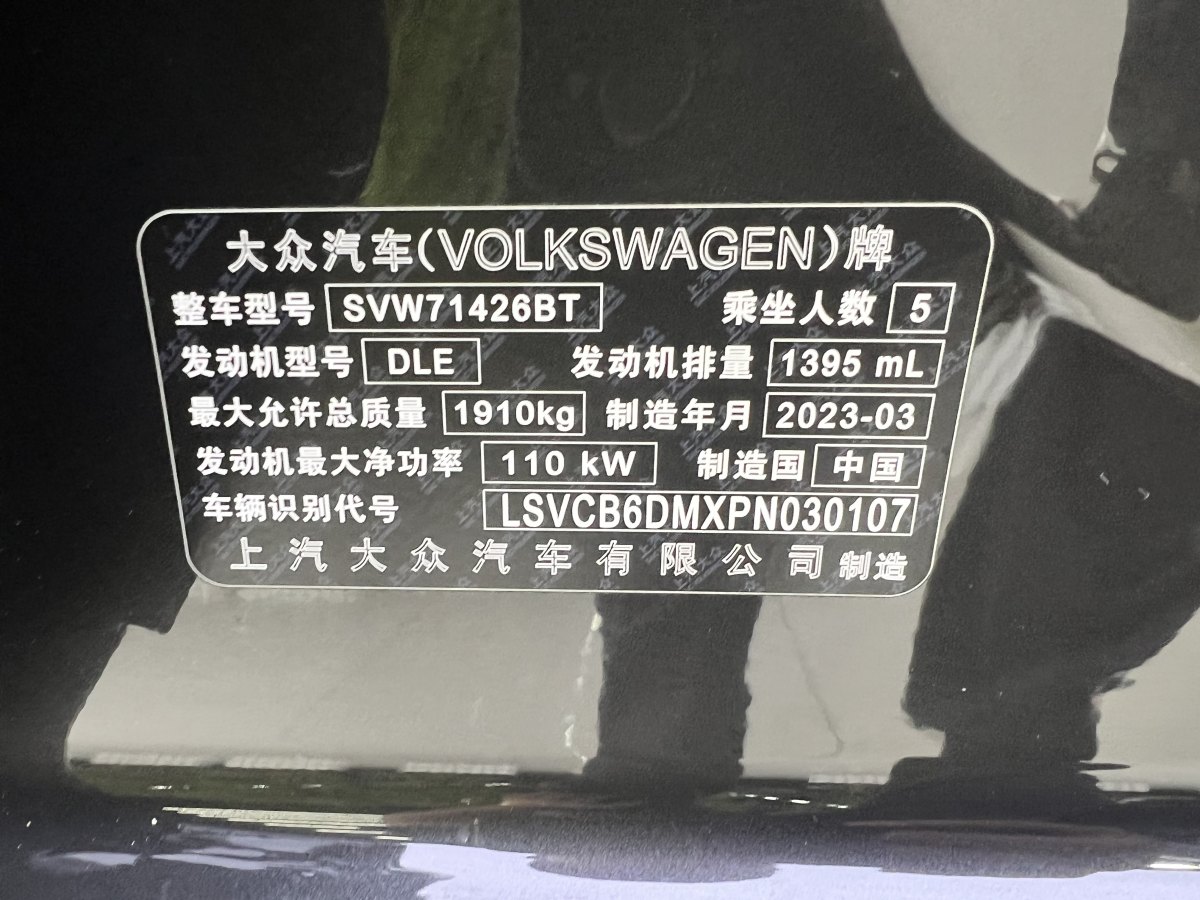 大众汽车(VOLKSWAGEN)牌
整车型号 SVW71426BT 乘坐人数 5
发动机型号 DLE 发动机排量 1395 mL
最大允许总质量 1910kg 制造年月 2023-03
发动机最大净功率 110 kW 制造国 中国
车辆识别代号 LSVCB6DMXPN030107
上汽大众汽车有限公司 制造